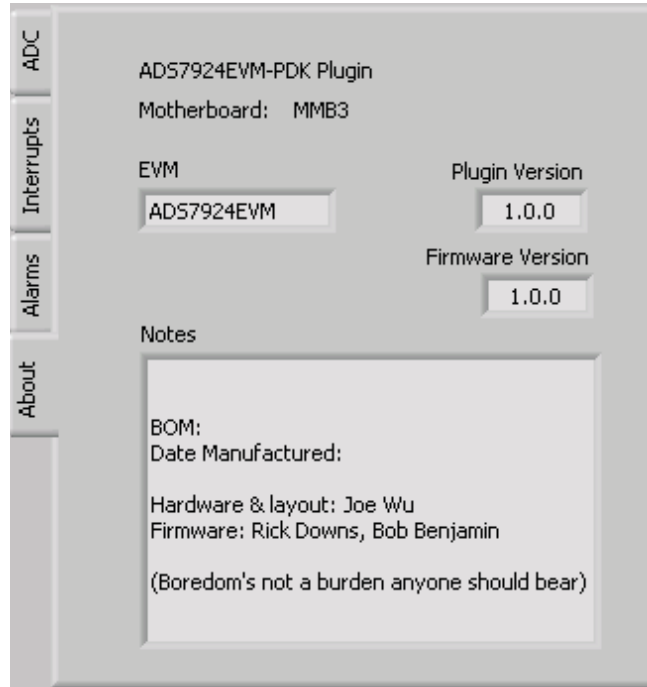 ADC
Interrupts
Alarms
About
ADS7924EVM-PDK Plugin
Motherboard: MMB3
EVM
ADS7924EVM
Plugin Version
1.0.0
Firmware Version
1.0.0
Notes
BOM:
Date Manufactured:
Hardware & layout: Joe Wu
Firmware: Rick Downs, Bob Benjamin
(Boredom's not a burden anyone should bear)